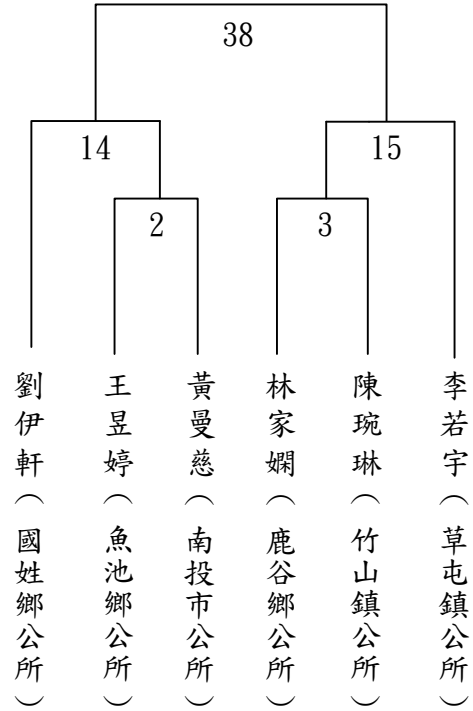 38
14
15
2
3
劉伊軒（國姓鄉公所）
王昱婷（魚池鄉公所）
黃曼慈（南投市公所）
林家嫻（鹿谷鄉公所）
陳琬琳（竹山鎮公所）
李若宇（草屯鎮公所）